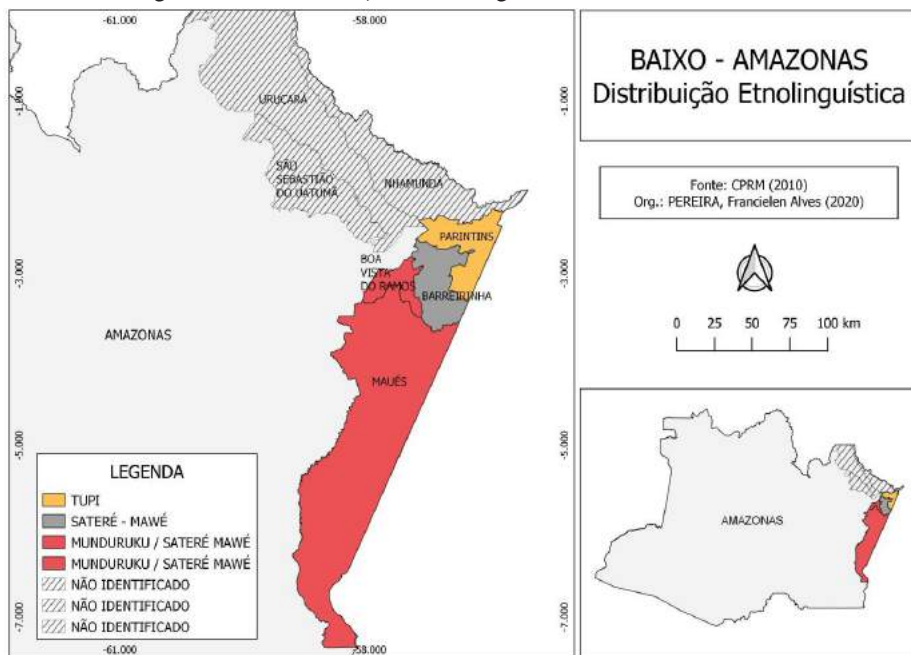 -61.000
-58.000
-1.000
-1.000
URUCARÁ
SÃO
SEBASTIÃO
DO UATUMÃ
NHAMUNDÁ
PARINTINS
BOA
VISTA
DO RAMOS
BARREIRINHA
-3.000
-3.000
AMAZONAS
MAUÉS
-5.000
-5.000
LEGENDA
TUPI
SATERÉ - MAWÉ
MUNDURUKU / SATERÉ MAWÉ
MUNDURUKU / SATERÉ MAWÉ
NÃO IDENTIFICADO
NÃO IDENTIFICADO
NÃO IDENTIFICADO
-7.000
-7.000
-61.000
-58.000
BAIXO - AMAZONAS
Distribuição Etnolinguística
Fonte: CPRM (2010)
Org.: PEREIRA, Francielen Alves (2020)
0 25 50 75 100 km
AMAZONAS